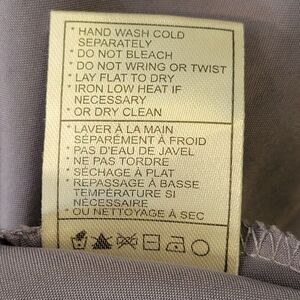 * HAND WASH COLD
SEPARATELY
* DO NOT BLEACH
* DO NOT WRING OR TWIST
* LAY FLAT TO DRY
* IRON LOW HEAT IF
NECESSARY
* OR DRY CLEAN
* LAVER À LA MAIN
SÉPARÉMENT À FROID
* PAS D'EAU DE JAVEL
* NE PAS TORDRE
* SÉCHAGE À PLAT
* REPASSAGE À BASSE
TEMPÉRATURE SI
NÉCESSAIRE
* OU NETTOYAGE À SEC